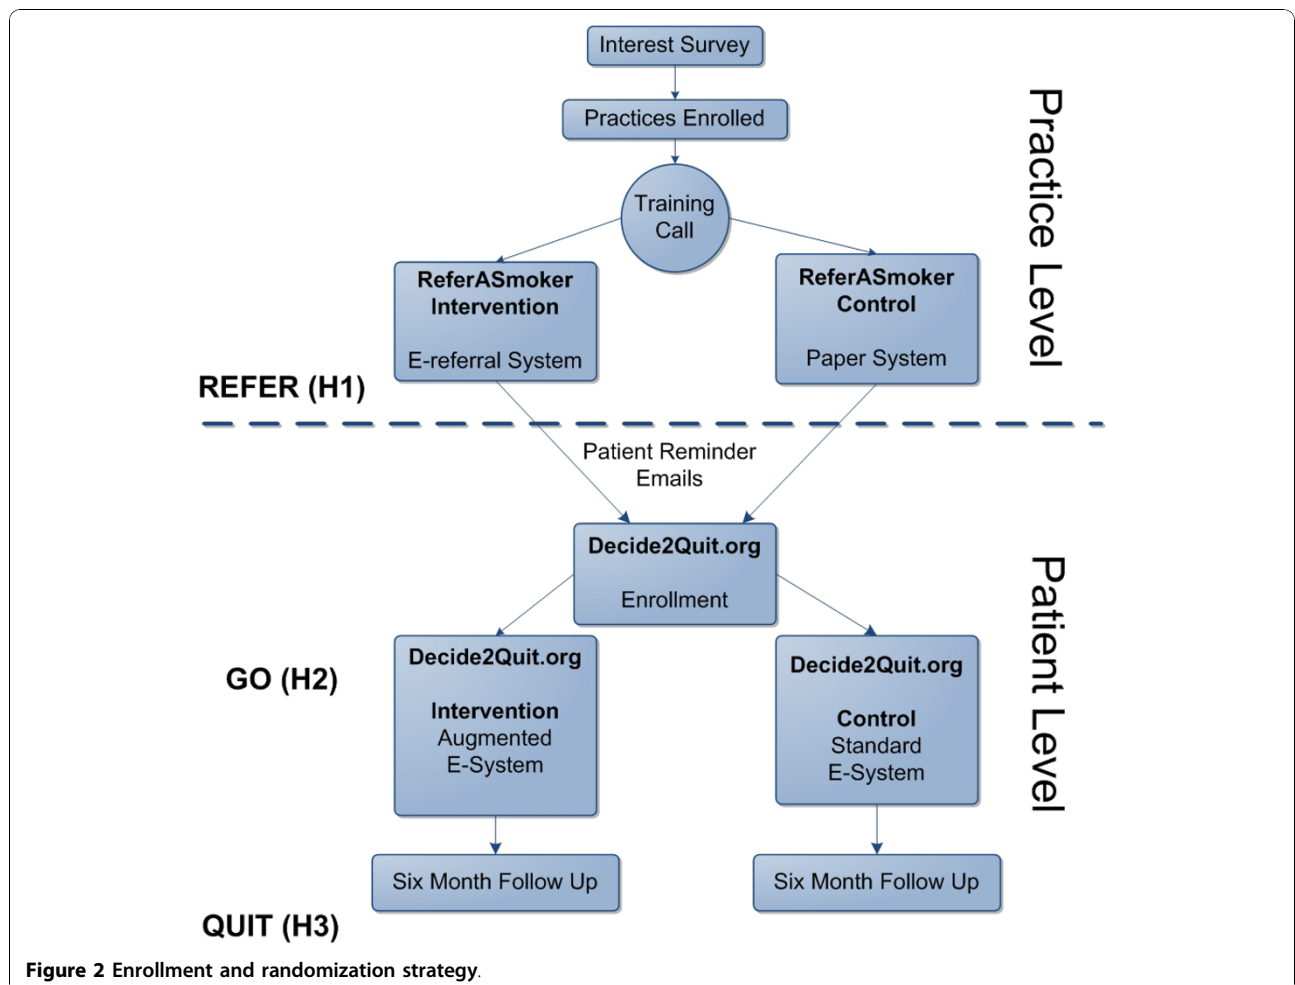 Interest Survey
Practices Enrolled
Training
Call
ReferASmoker
Intervention
E-referral System
ReferASmoker
Control
Paper System
Practice Level
REFER (H1)
Patient Reminder
Emails
Decide2Quit.org
Enrollment
GO (H2)
Decide2Quit.org
Intervention
Augmented
E-System
Decide2Quit.org
Control
Standard
E-System
Patient Level
Six Month Follow Up
Six Month Follow Up
QUIT (H3)
Figure 2 Enrollment and randomization strategy.